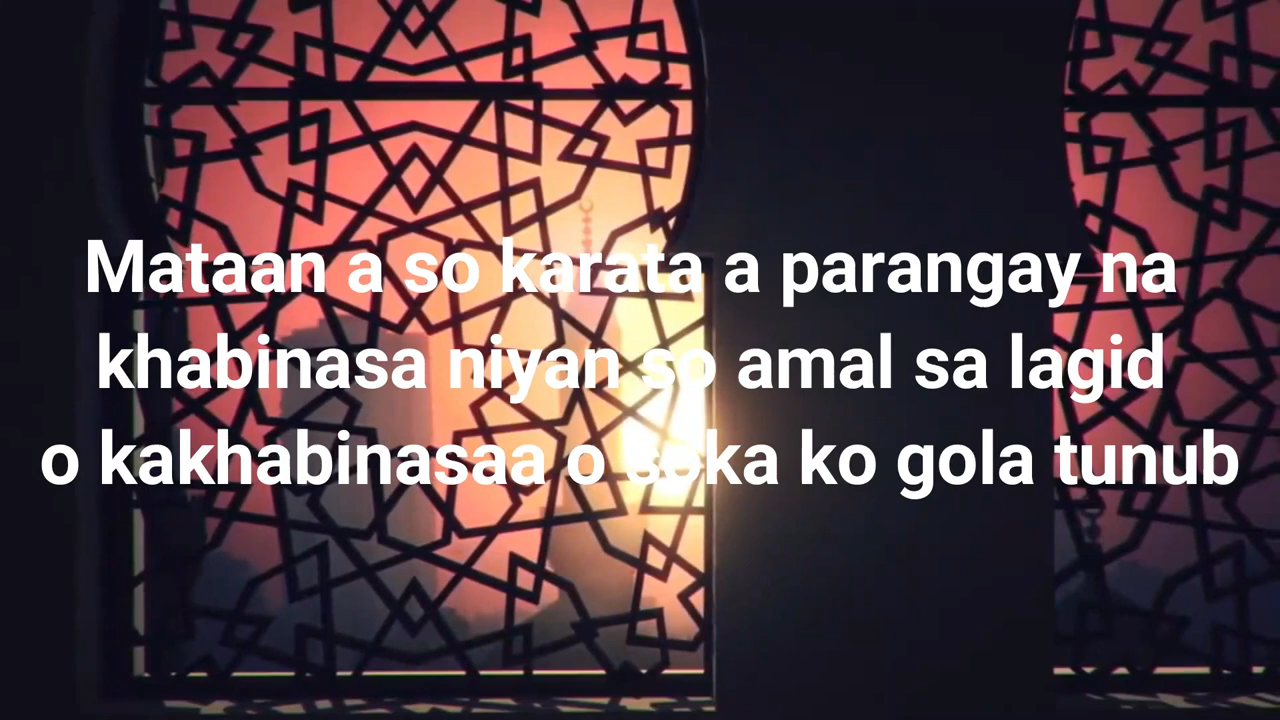 Mataan a so karata a parangay na
khabinasa niyan so amal sa lagid
o kakhabinasaa o soka ko gola tunub